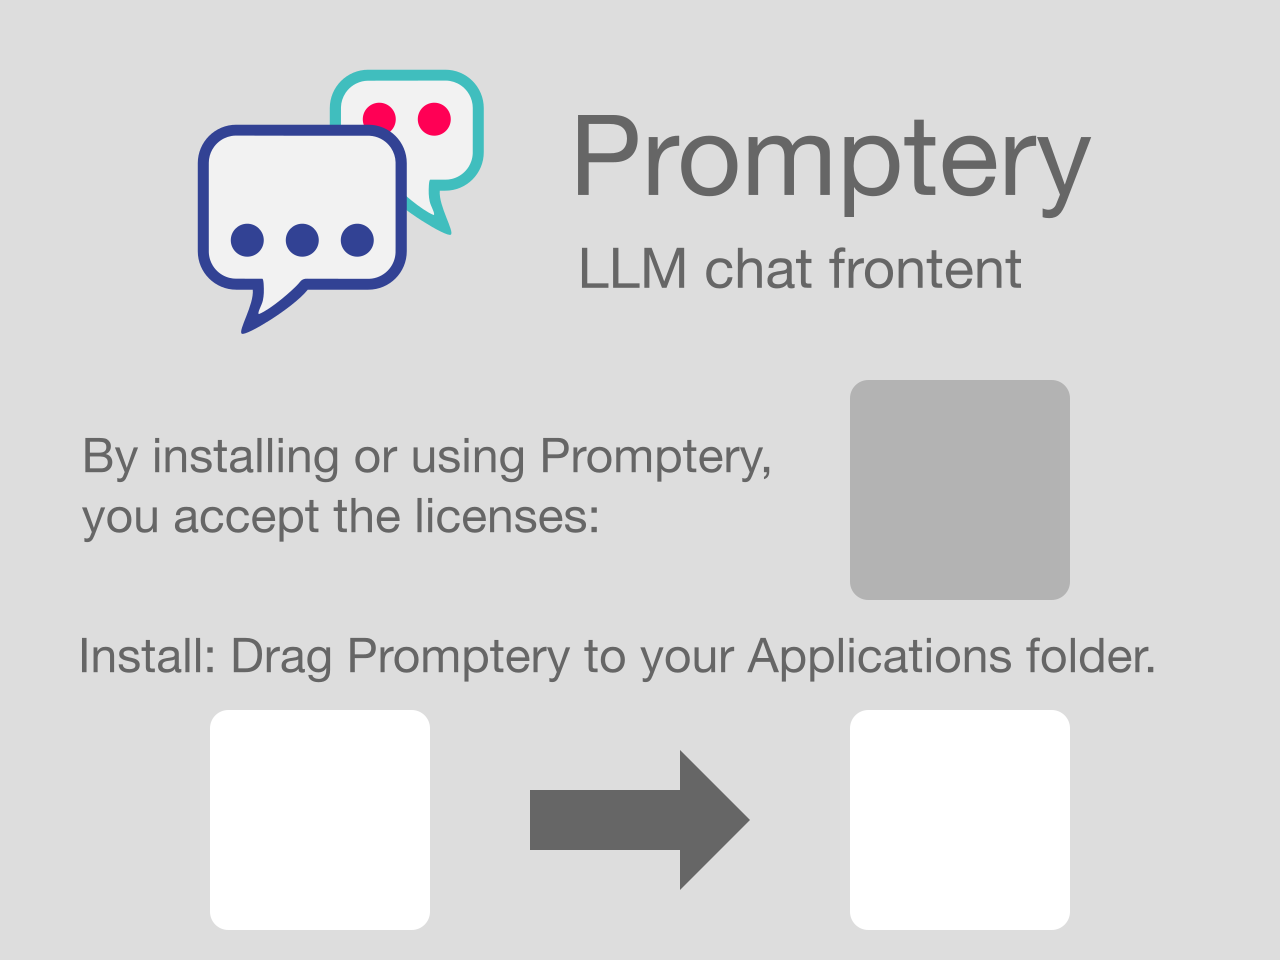 Promptery
LLM chat frontent
By installing or using Promptery,
you accept the licenses:
Install: Drag Promptery to your Applications folder.